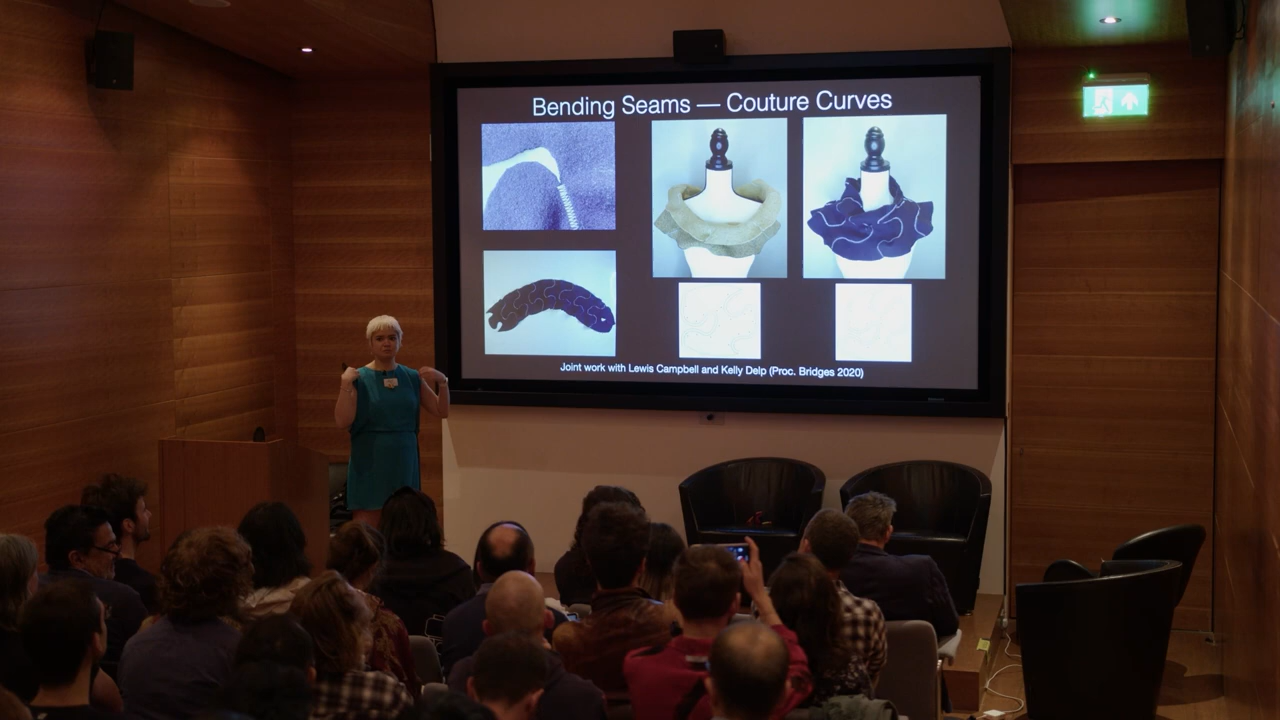 Bending Seams — Couture Curves
Joint work with Lewis Campbell and Kelly Delp (Proc. Bridges 2020)